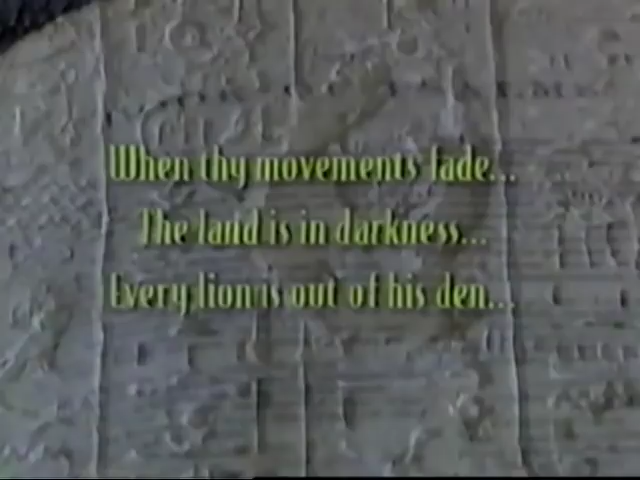 When thy movements fade...
The land is in darkness...
Every lion is out of his den...